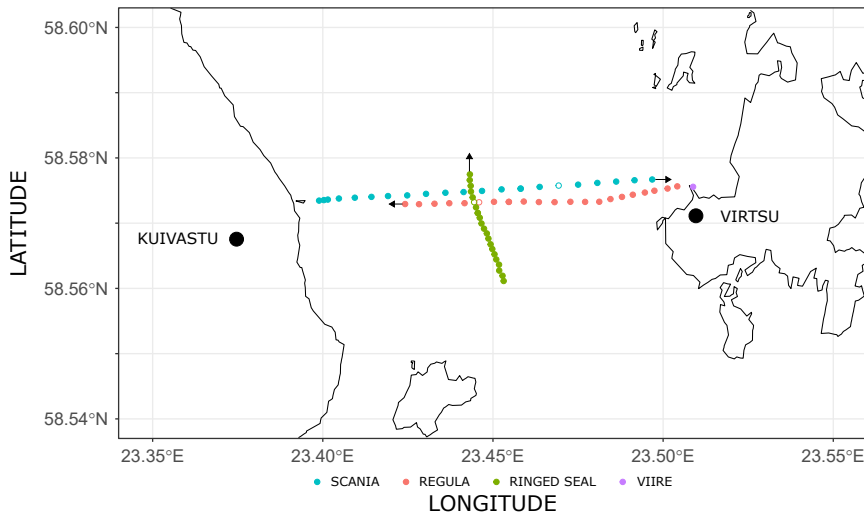 LATITUDE
58.60°N
58.58°N
58.56°N
58.54°N
KUIVASTU
VIRTSU
23.35°E 23.40°E 23.45°E 23.50°E 23.55°E
SCANIA REGULA RINGED SEAL VIIRE
LONGITUDE